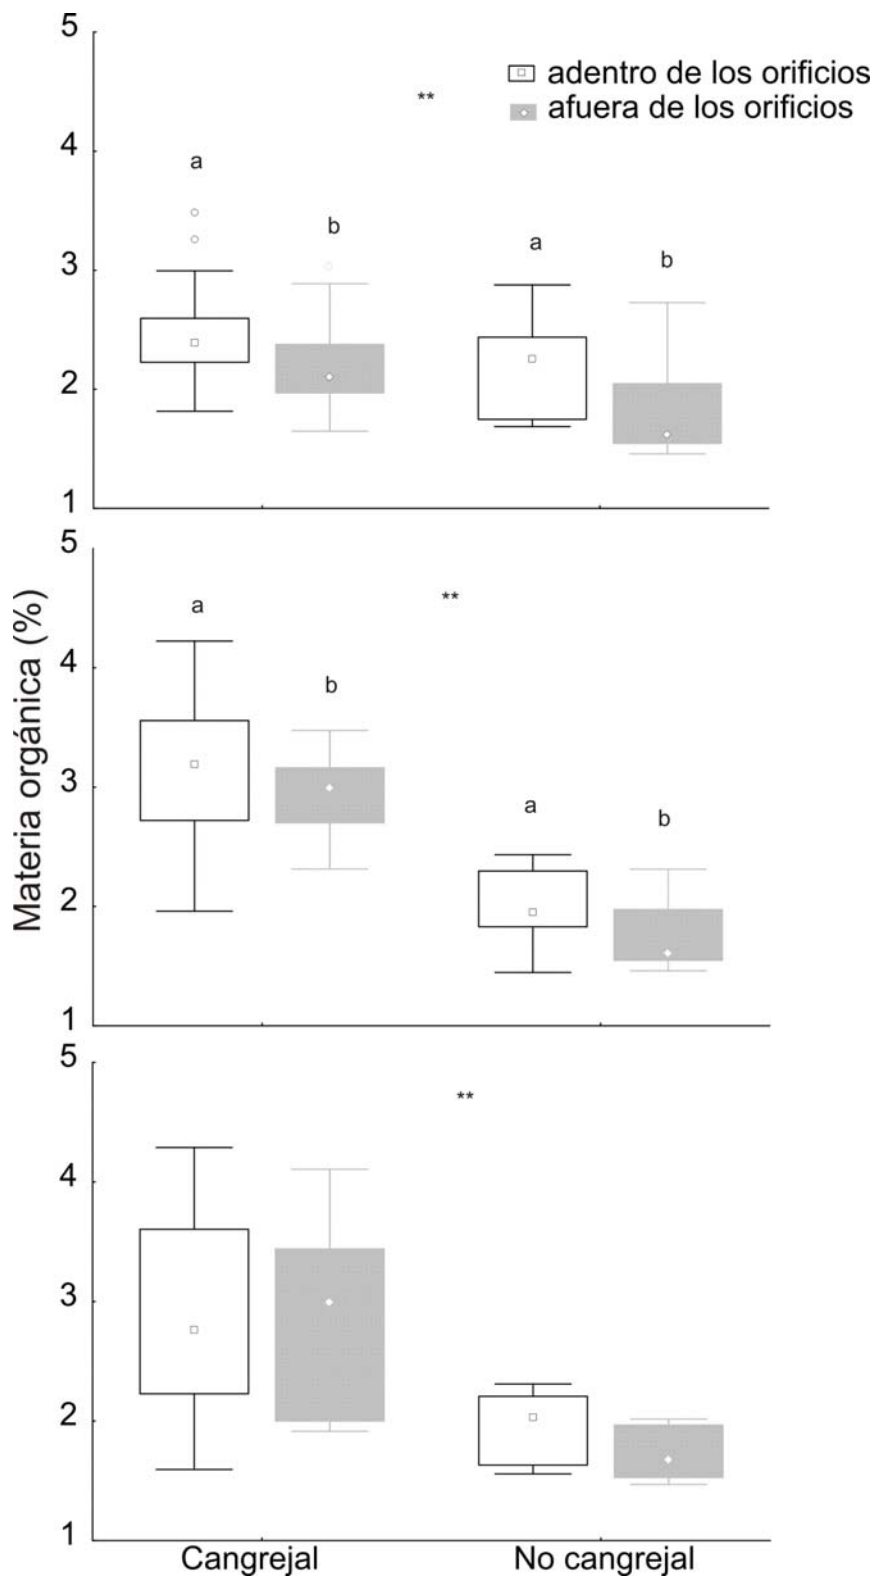 5
adentro de los orificios
**
afuera de los orificios
4
a
b
a
b
3
2
1
5
**
a
4
b
3
a
b
2
1
Materia orgánica (%)
5
**
4
3
2
1
Cangrejal
No cangrejal